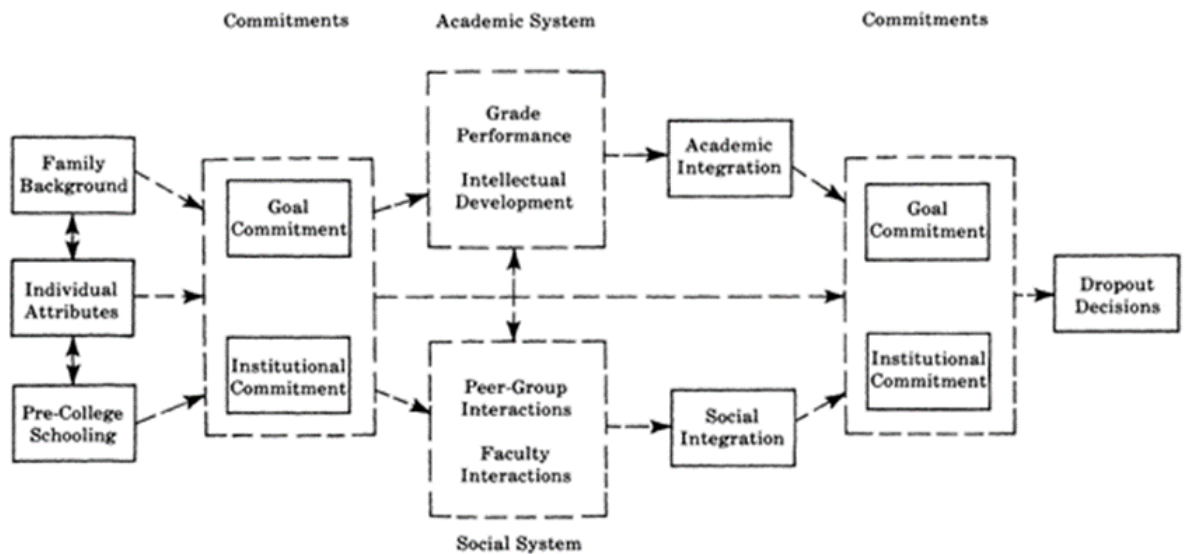 Commitments
Academic System
Commitments
Family
Background
Individual
Attributes
Pre-College
Schooling
Goal
Commitment
Institutional
Commitment
Grade
Performance
Intellectual
Development
Peer-Group
Interactions
Faculty
Interactions
Social System
Academic
Integration
Social
Integration
Goal
Commitment
Institutional
Commitment
Dropout
Decisions